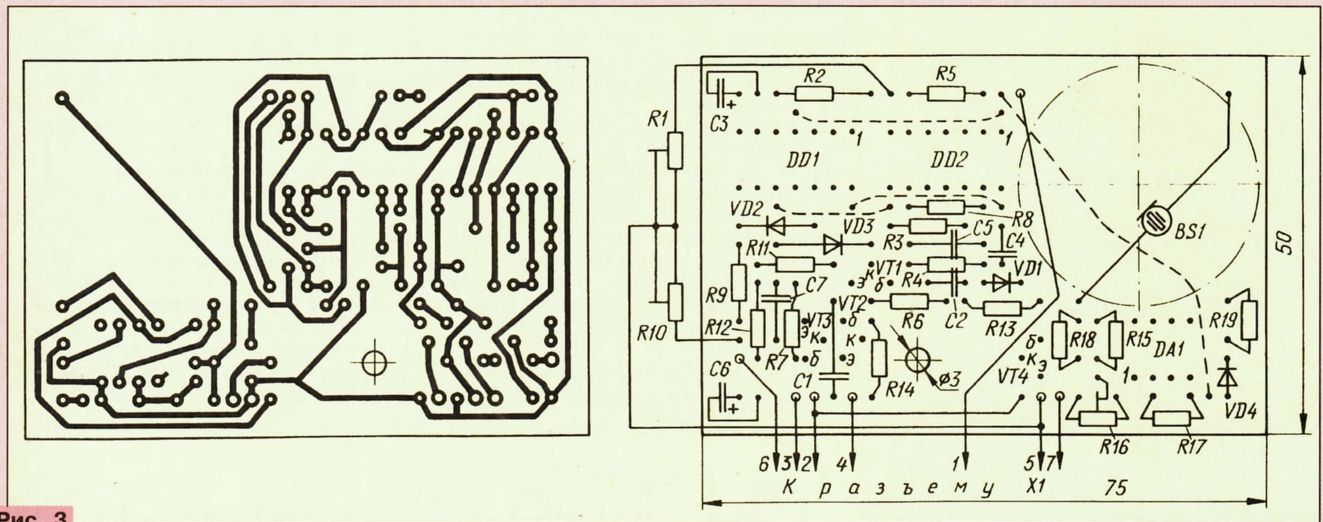 R2
R5
C3
+
R1
1
1
DD1
DD2
VD2
VD3
R8
BS1
R3
C5
C4
R11
к
VT1
R4
VD1
50
R9
C7
э
б
R10
R12
VT3
VT2
б
R6
C2
R13
R19
э
к
к
б
R18
R15
DA1
R7
б
э
к
э
C6
C1
R14
ø3
VT4
1
VD4
+
R16
R17
6
3
2
4
1
5
7
К разъему X1
75
Рис. 3